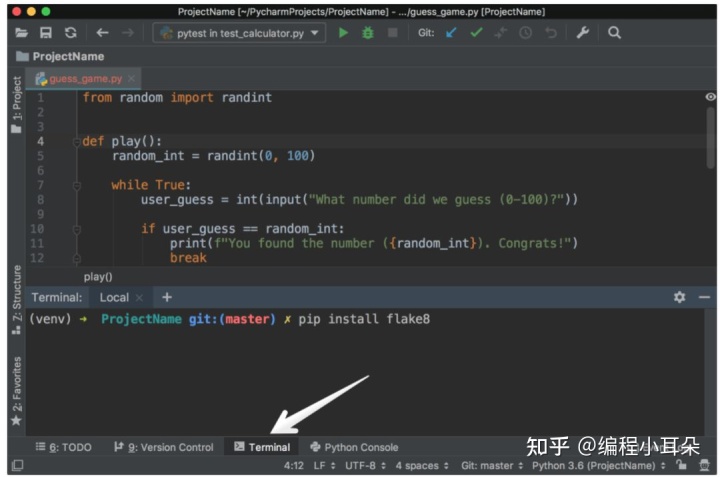 ProjectName [~/PycharmProjects/ProjectName] - .../guess_game.py [ProjectName]
pytest in test_calculator.py Git:
ProjectName
1: Project
guess_game.py
1 from random import randint
2
3
4 def play():
5 random_int = randint(0, 100)
6
7 while True:
8 user_guess = int(input("What number did we guess (0-100)?"))
9
10 if user_guess == random_int:
11 print(f"You found the number ({random_int}). Congrats!")
12 break
play()
Z: Structure
2: Favorites
Terminal: Local × +
(venv) → ProjectName git:(master) ✗ pip install flake8
6: TODO 9: Version Control Terminal Python Console
知乎 @编程小耳朵
4:12 LF UTF-8 4 spaces Git: master Python 3.6 (ProjectName)